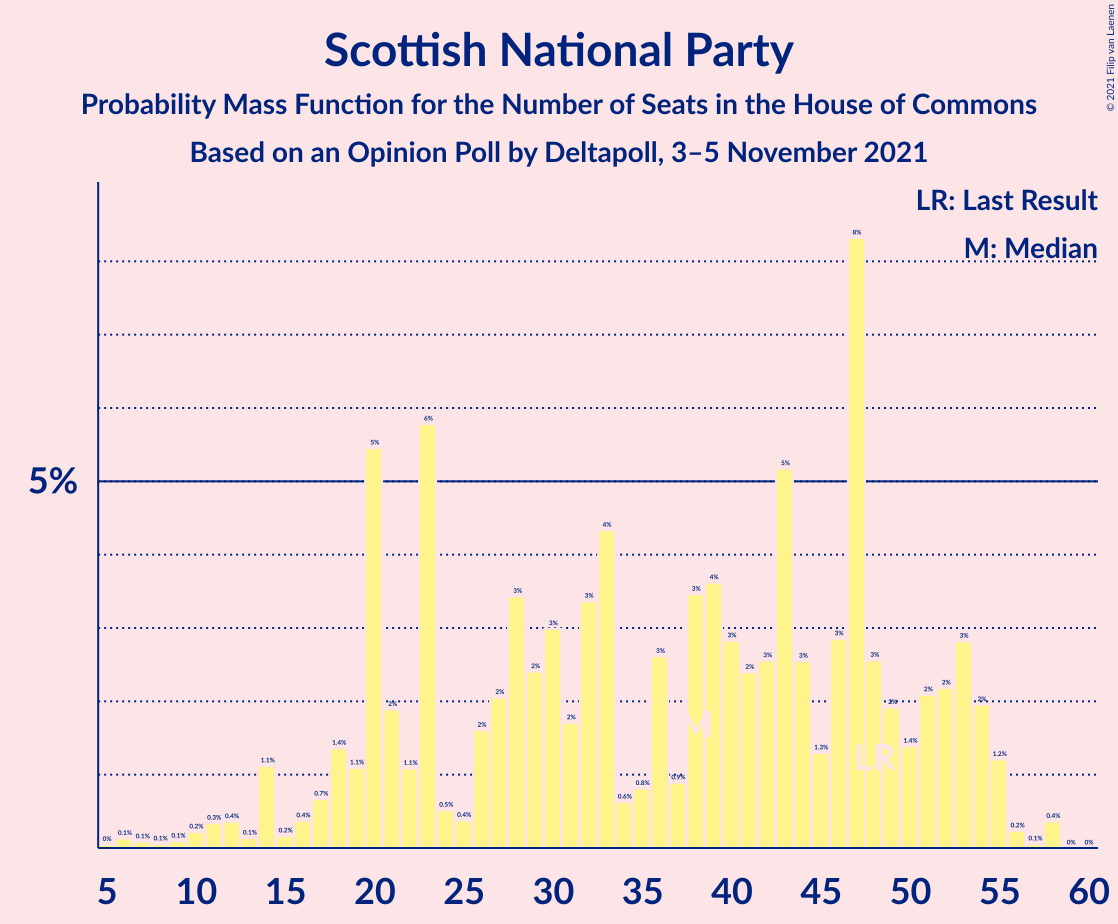 Scottish National Party
Probability Mass Function for the Number of Seats in the House of Commons
Based on an Opinion Poll by Deltapoll, 3–5 November 2021
© 2021 Filip van Laenen
LR: Last Result
M: Median
5%
0% 0.1% 0.1% 0.1% 0.1% 0.2% 0.3% 0.4% 0.1% 1.1% 0.2% 0.4% 0.7% 1.4% 1.1% 5% 2% 1.1% 6% 0.5% 0.4% 2% 2% 3% 2% 3% 2% 3% 4% 0.6% 0.8% 3% 0.9% 3% 4% 3% 2% 3% 5% 3% 1.3% 3% 8% 3% 2% 1.4% 2% 2% 3% 2% 1.2% 0.2% 0.1% 0.4% 0% 0%
M
LR
5 10 15 20 25 30 35 40 45 50 55 60